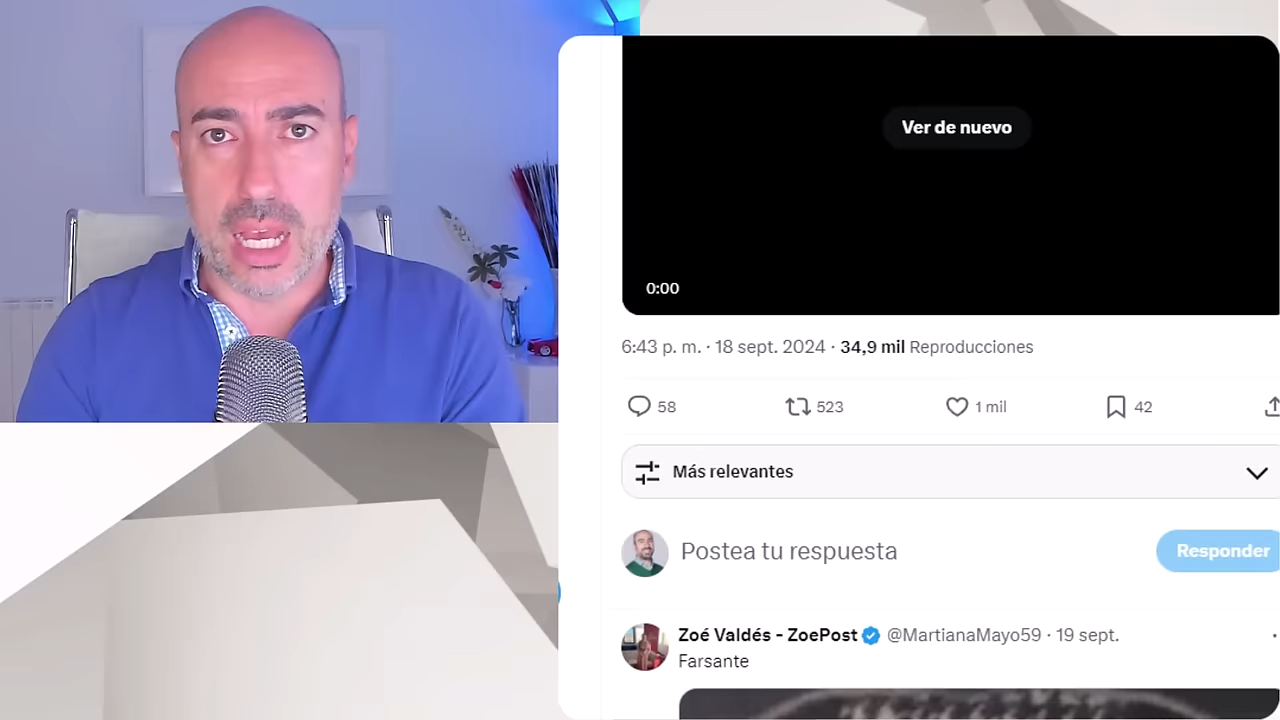 Ver de nuevo
0:00
6:43 p. m. · 18 sept. 2024 · 34,9 mil Reproducciones
58 523 1 mil 42
Más relevantes
Postea tu respuesta
Responder
Zoé Valdés - ZoePost @MartianaMayo59 · 19 sept.
Farsante